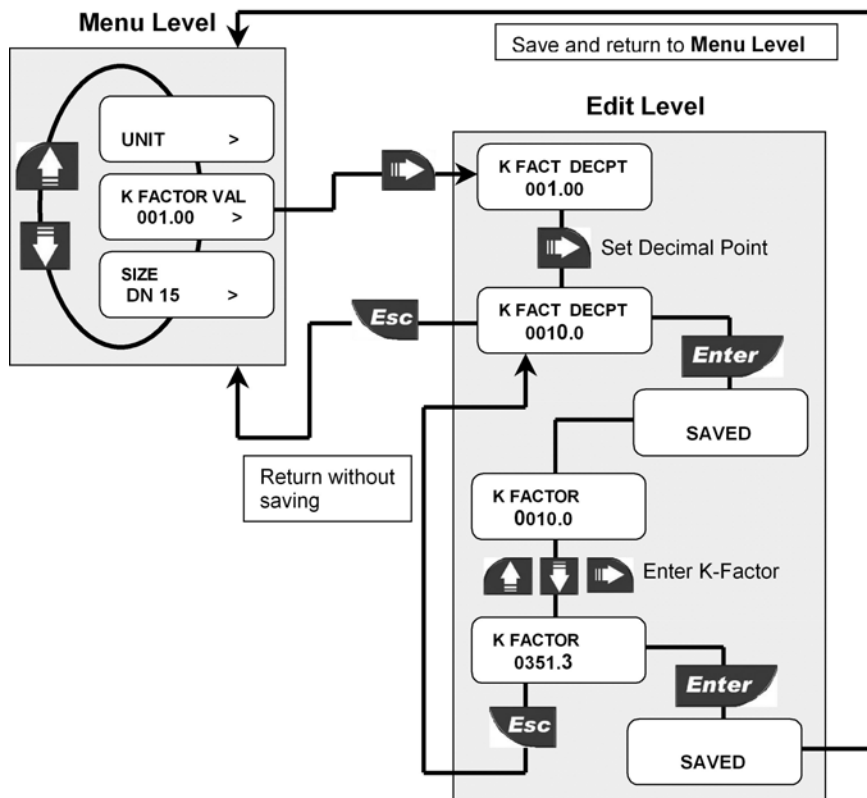 Menu Level
Save and return to Menu Level
UNIT >
K FACTOR VAL
001.00 >
SIZE
DN 15 >
Edit Level
K FACT DECPT
001.00
Set Decimal Point
Esc
K FACT DECPT
0010.0
Enter
SAVED
Return without
saving
K FACTOR
0010.0
Enter K-Factor
K FACTOR
0351.3
Enter
Esc
SAVED